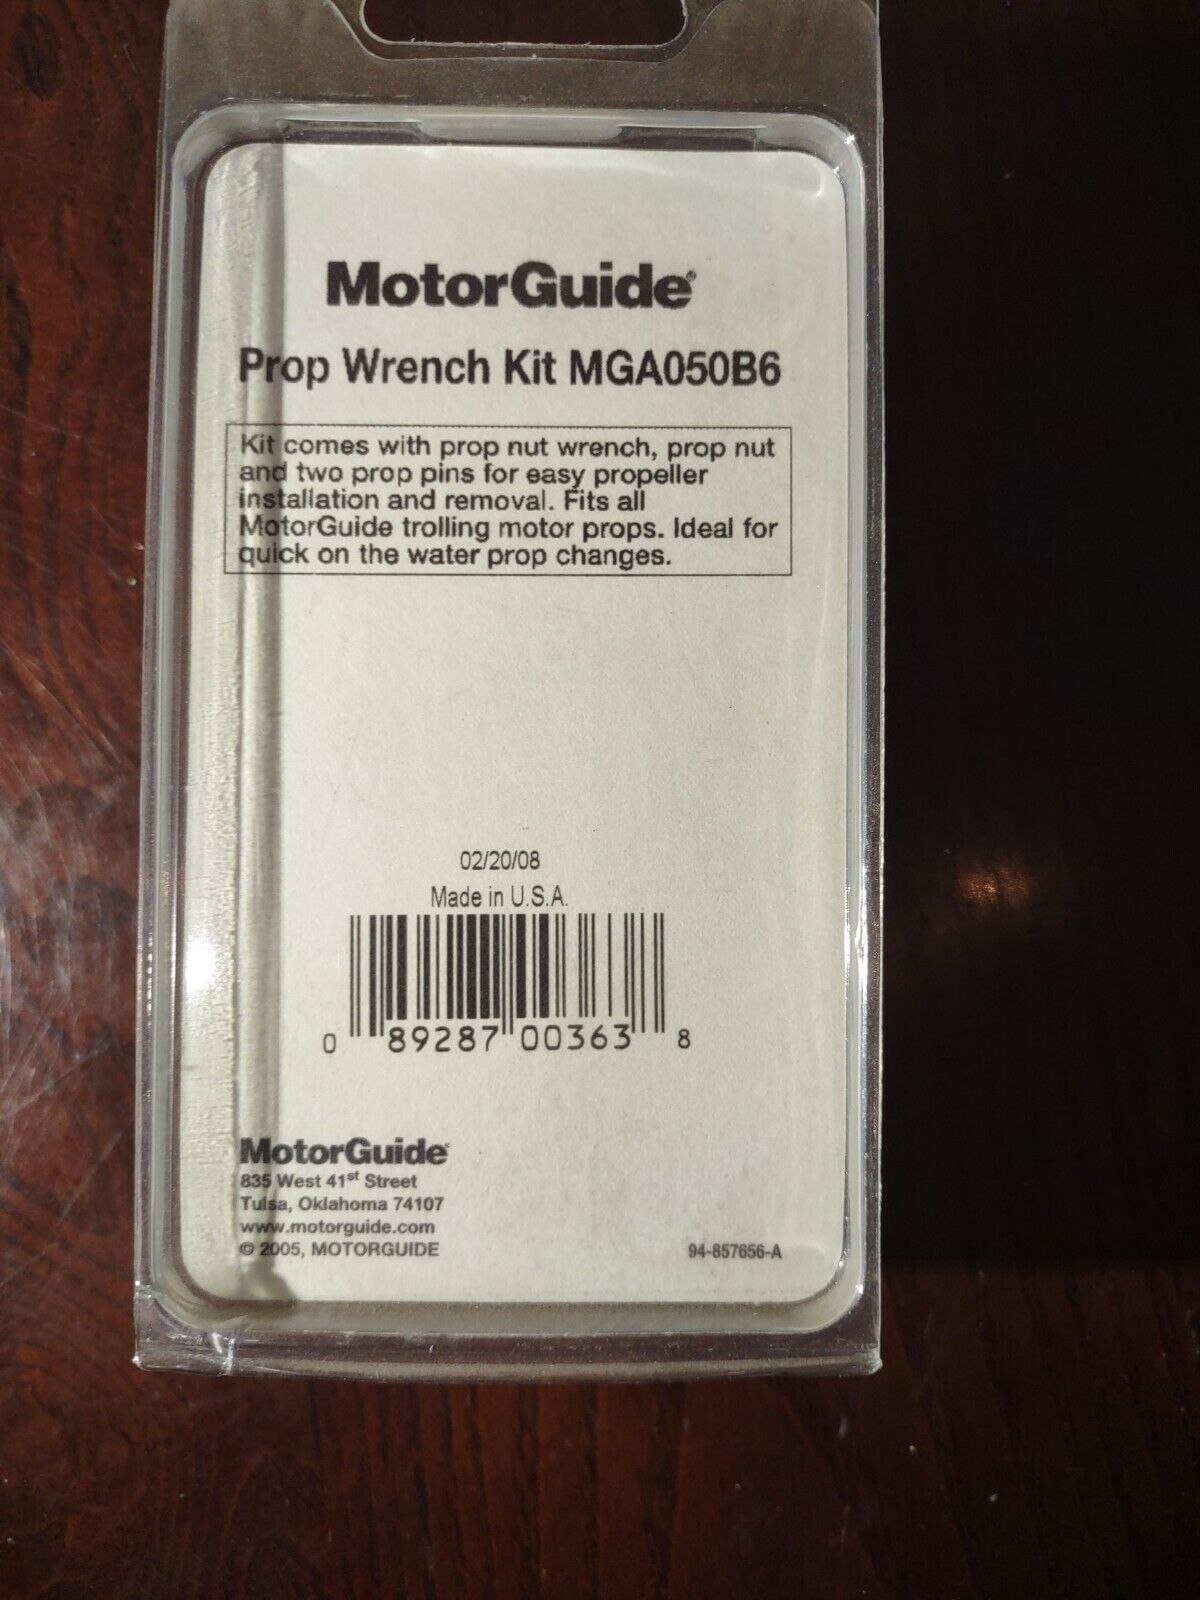 MotorGuide®
Prop Wrench Kit MGA050B6
Kit comes with prop nut wrench, prop nut
and two prop pins for easy propeller
installation and removal. Fits all
MotorGuide trolling motor props. Ideal for
quick on the water prop changes.
02/20/08
Made in U.S.A.
0 89287 00363 8
MotorGuide®
835 West 41st Street
Tulsa, Oklahoma 74107
www.motorguide.com
© 2005, MOTORGUIDE
94-857656-A